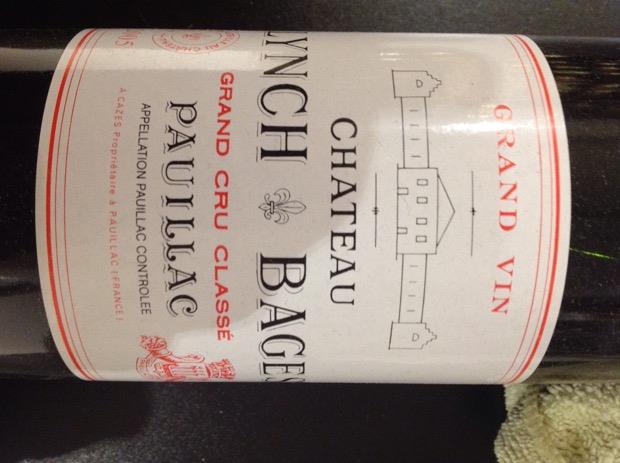 GRAND VIN
CHATEAU
LYNCH BAGES
GRAND CRU CLASSÉ
PAUILLAC
APPELLATION PAUILLAC CONTROLEE
A CAZES Propriétaire à PAUILLAC (FRANCE)